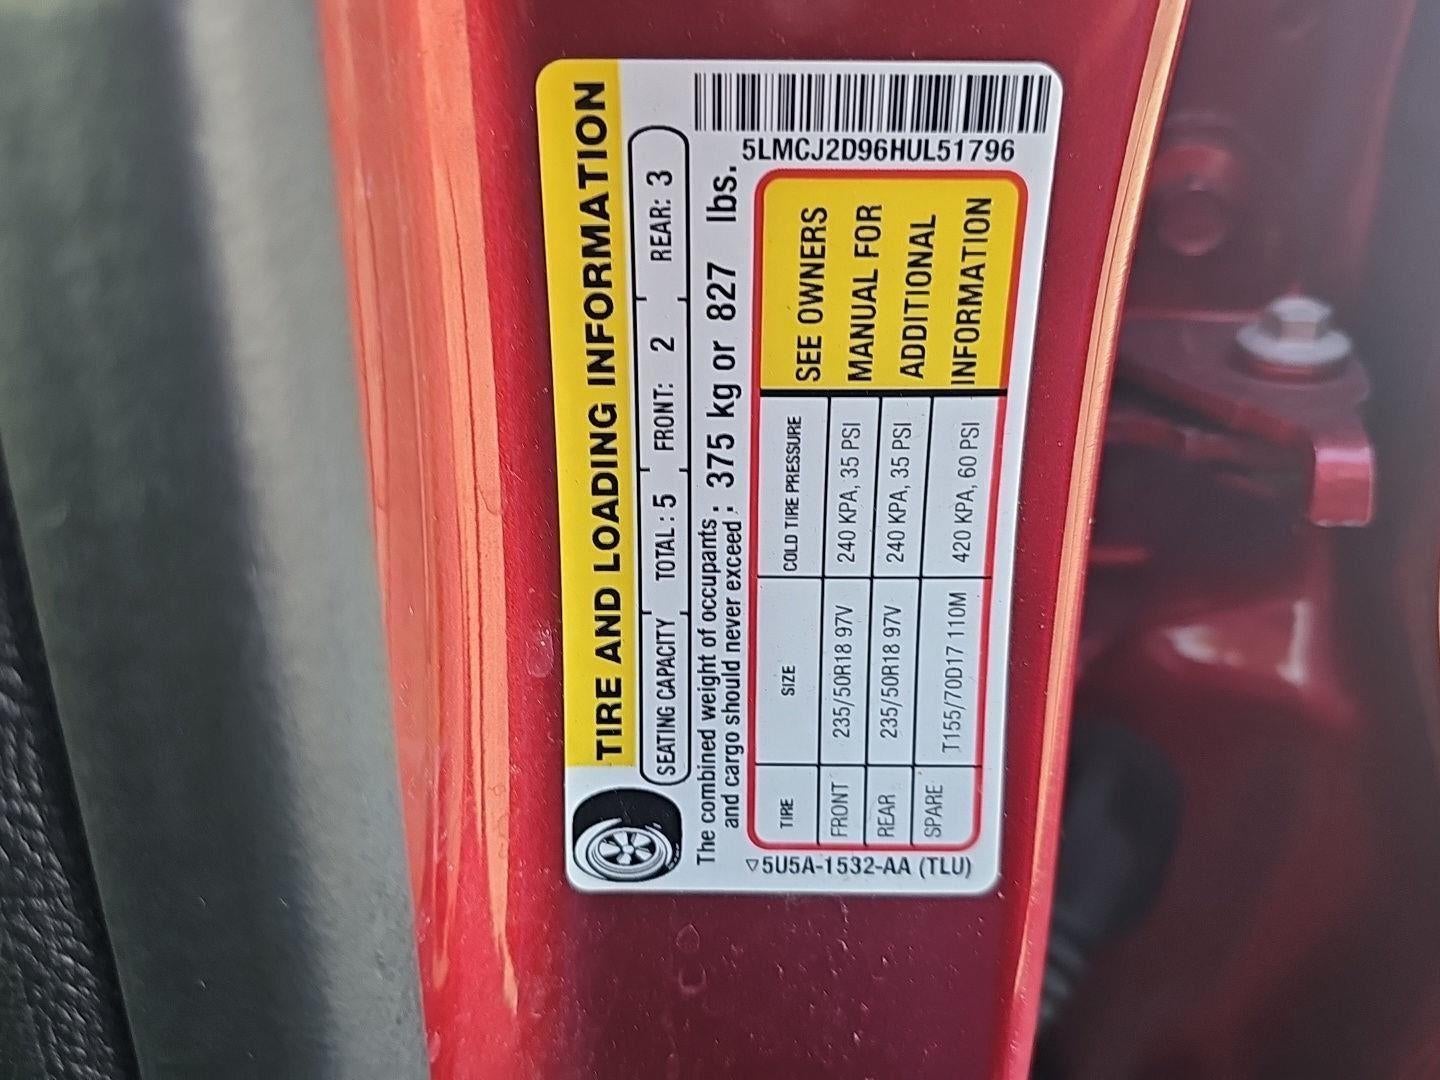 TIRE AND LOADING INFORMATION
SEATING CAPACITY TOTAL : 5 FRONT: 2 REAR: 3
The combined weight of occupants and cargo should never exceed : 375 kg or 827 lbs.
5LMCJ2D96HUL51796
TIRE SIZE COLD TIRE PRESSURE
FRONT 235/50R18 97V 240 KPA, 35 PSI
REAR 235/50R18 97V 240 KPA, 35 PSI
SPARE T155/70D17 110M 420 KPA, 60 PSI
SEE OWNERS
MANUAL FOR
ADDITIONAL
INFORMATION
▽5U5A-1532-AA (TLU)